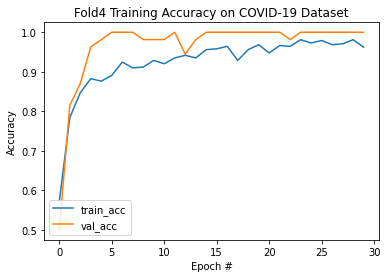 Fold4 Training Accuracy on COVID-19 Dataset
1.0
0.9
0.8
0.7
0.6
0.5
Accuracy
train_acc
val_acc
0 5 10 15 20 25 30
Epoch #